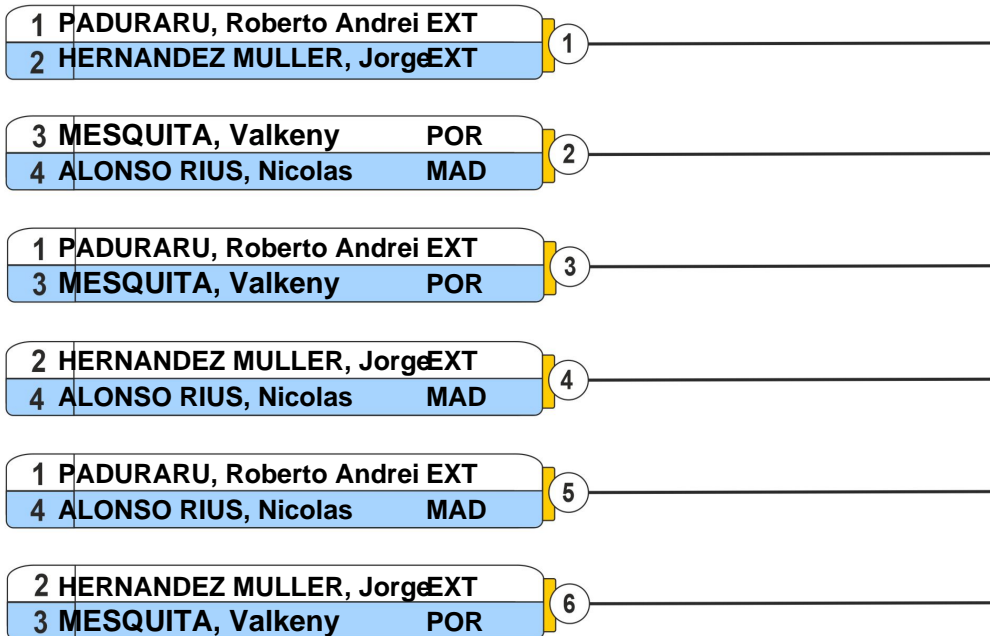 1 PADURARU, Roberto Andrei EXT
2 HERNANDEZ MULLER, Jorge EXT
1
3 MESQUITA, Valkeny POR
4 ALONSO RIUS, Nicolas MAD
2
1 PADURARU, Roberto Andrei EXT
3 MESQUITA, Valkeny POR
3
2 HERNANDEZ MULLER, Jorge EXT
4 ALONSO RIUS, Nicolas MAD
4
1 PADURARU, Roberto Andrei EXT
4 ALONSO RIUS, Nicolas MAD
5
2 HERNANDEZ MULLER, Jorge EXT
3 MESQUITA, Valkeny POR
6